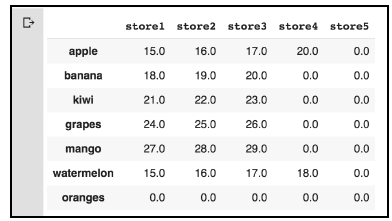 store1 store2 store3 store4 store5
apple 15.0 16.0 17.0 20.0 0.0
banana 18.0 19.0 20.0 0.0 0.0
kiwi 21.0 22.0 23.0 0.0 0.0
grapes 24.0 25.0 26.0 0.0 0.0
mango 27.0 28.0 29.0 0.0 0.0
watermelon 15.0 16.0 17.0 18.0 0.0
oranges 0.0 0.0 0.0 0.0 0.0